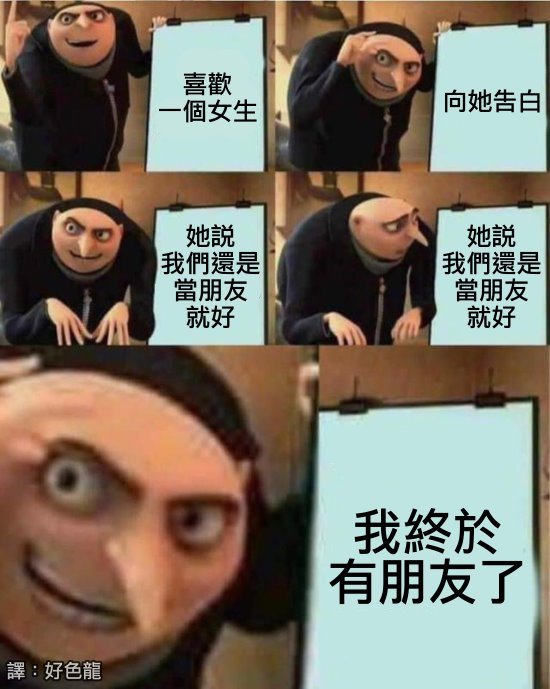 喜歡
一個女生
向她告白
她説
我們還是
當朋友
就好
她説
我們還是
當朋友
就好
我終於
有朋友了
譯：好色龍